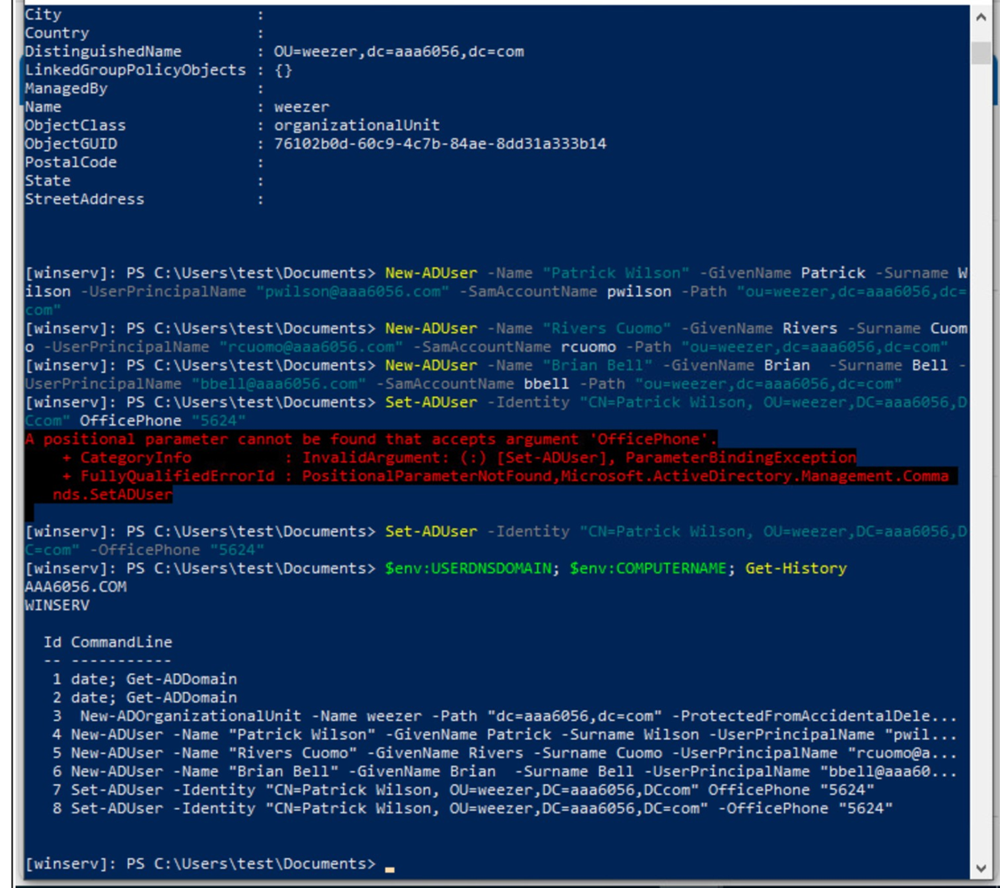 City                     :
Country                  :
DistinguishedName        : OU=weezer,dc=aaa6056,dc=com
LinkedGroupPolicyObjects : {}
ManagedBy                :
Name                     : weezer
ObjectClass              : organizationalUnit
ObjectGUID               : 76102b0d-60c9-4c7b-84ae-8dd31a333b14
PostalCode               :
State                    :
StreetAddress            :
[winserv]: PS C:\Users\test\Documents> New-ADUser -Name "Patrick Wilson" -GivenName Patrick -Surname W
ilson -UserPrincipalName "pwilson@aaa6056.com" -SamAccountName pwilson -Path "ou=weezer,dc=aaa6056,dc=
com"
[winserv]: PS C:\Users\test\Documents> New-ADUser -Name "Rivers Cuomo" -GivenName Rivers -Surname Cuom
o -UserPrincipalName "rcuomo@aaa6056.com" -SamAccountName rcuomo -Path "ou=weezer,dc=aaa6056,dc=com"
[winserv]: PS C:\Users\test\Documents> New-ADUser -Name "Brian Bell" -GivenName Brian  -Surname Bell -
UserPrincipalName "bbell@aaa6056.com" -SamAccountName bbell -Path "ou=weezer,dc=aaa6056,dc=com"
[winserv]: PS C:\Users\test\Documents> Set-ADUser -Identity "CN=Patrick Wilson, OU=weezer,DC=aaa6056,D
Ccom" OfficePhone "5624"
A positional parameter cannot be found that accepts argument 'OfficePhone'.
    + CategoryInfo          : InvalidArgument: (:) [Set-ADUser], ParameterBindingException
    + FullyQualifiedErrorId : PositionalParameterNotFound,Microsoft.ActiveDirectory.Management.Comma
   nds.SetADUser
[winserv]: PS C:\Users\test\Documents> Set-ADUser -Identity "CN=Patrick Wilson, OU=weezer,DC=aaa6056,D
C=com" -OfficePhone "5624"
[winserv]: PS C:\Users\test\Documents> $env:USERDNSDOMAIN; $env:COMPUTERNAME; Get-History
AAA6056.COM
WINSERV
  Id CommandLine
  -- -----------
   1 date; Get-ADDomain
   2 date; Get-ADDomain
   3  New-ADOrganizationalUnit -Name weezer -Path "dc=aaa6056,dc=com" -ProtectedFromAccidentalDele...
   4 New-ADUser -Name "Patrick Wilson" -GivenName Patrick -Surname Wilson -UserPrincipalName "pwil...
   5 New-ADUser -Name "Rivers Cuomo" -GivenName Rivers -Surname Cuomo -UserPrincipalName "rcuomo@a...
   6 New-ADUser -Name "Brian Bell" -GivenName Brian  -Surname Bell -UserPrincipalName "bbell@aaa60...
   7 Set-ADUser -Identity "CN=Patrick Wilson, OU=weezer,DC=aaa6056,DCcom" OfficePhone "5624"
   8 Set-ADUser -Identity "CN=Patrick Wilson, OU=weezer,DC=aaa6056,DC=com" -OfficePhone "5624"
[winserv]: PS C:\Users\test\Documents>